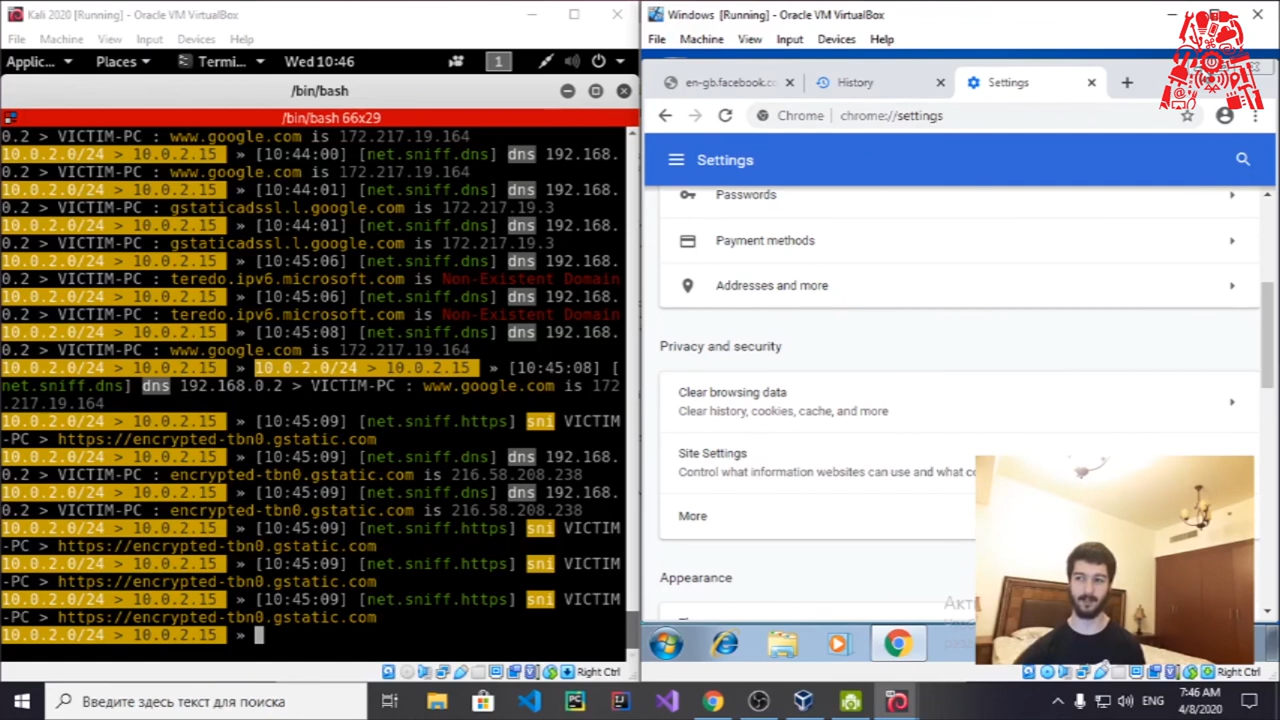 Kali 2020 [Running] - Oracle VM VirtualBox
File Machine View Input Devices Help
Applic... Places Termi... Wed 10:46 1
/bin/bash
/bin/bash 66x29
0.2 > VICTIM-PC : www.google.com is 172.217.19.164
10.0.2.0/24 > 10.0.2.15 » [10:44:00] [net.sniff.dns] dns 192.168.
0.2 > VICTIM-PC : www.google.com is 172.217.19.164
10.0.2.0/24 > 10.0.2.15 » [10:44:01] [net.sniff.dns] dns 192.168.
0.2 > VICTIM-PC : gstaticadssl.l.google.com is 172.217.19.3
10.0.2.0/24 > 10.0.2.15 » [10:44:01] [net.sniff.dns] dns 192.168.
0.2 > VICTIM-PC : gstaticadssl.l.google.com is 172.217.19.3
10.0.2.0/24 > 10.0.2.15 » [10:45:06] [net.sniff.dns] dns 192.168.
0.2 > VICTIM-PC : teredo.ipv6.microsoft.com is Non-Existent Domain
10.0.2.0/24 > 10.0.2.15 » [10:45:06] [net.sniff.dns] dns 192.168.
0.2 > VICTIM-PC : teredo.ipv6.microsoft.com is Non-Existent Domain
10.0.2.0/24 > 10.0.2.15 » [10:45:08] [net.sniff.dns] dns 192.168.
0.2 > VICTIM-PC : www.google.com is 172.217.19.164
10.0.2.0/24 > 10.0.2.15 » 10.0.2.0/24 > 10.0.2.15 » [10:45:08] [
net.sniff.dns] dns 192.168.0.2 > VICTIM-PC : www.google.com is 172
.217.19.164
10.0.2.0/24 > 10.0.2.15 » [10:45:09] [net.sniff.https] sni VICTIM
-PC > https://encrypted-tbn0.gstatic.com
10.0.2.0/24 > 10.0.2.15 » [10:45:09] [net.sniff.dns] dns 192.168.
0.2 > VICTIM-PC : encrypted-tbn0.gstatic.com is 216.58.208.238
10.0.2.0/24 > 10.0.2.15 » [10:45:09] [net.sniff.dns] dns 192.168.
0.2 > VICTIM-PC : encrypted-tbn0.gstatic.com is 216.58.208.238
10.0.2.0/24 > 10.0.2.15 » [10:45:09] [net.sniff.https] sni VICTIM
-PC > https://encrypted-tbn0.gstatic.com
10.0.2.0/24 > 10.0.2.15 » [10:45:09] [net.sniff.https] sni VICTIM
-PC > https://encrypted-tbn0.gstatic.com
10.0.2.0/24 > 10.0.2.15 » [10:45:09] [net.sniff.https] sni VICTIM
-PC > https://encrypted-tbn0.gstatic.com
10.0.2.0/24 > 10.0.2.15 »
Right Ctrl
Windows [Running] - Oracle VM VirtualBox
File Machine View Input Devices Help
en-gb.facebook.co History Settings
Chrome chrome://settings
Settings
Passwords
Payment methods
Addresses and more
Privacy and security
Clear browsing data
Clear history, cookies, cache, and more
Site Settings
Control what information websites can use and what co
More
Appearance
Акти
Right Ctrl
Введите здесь текст для поиска
ENG
7:46 AM
4/8/2020